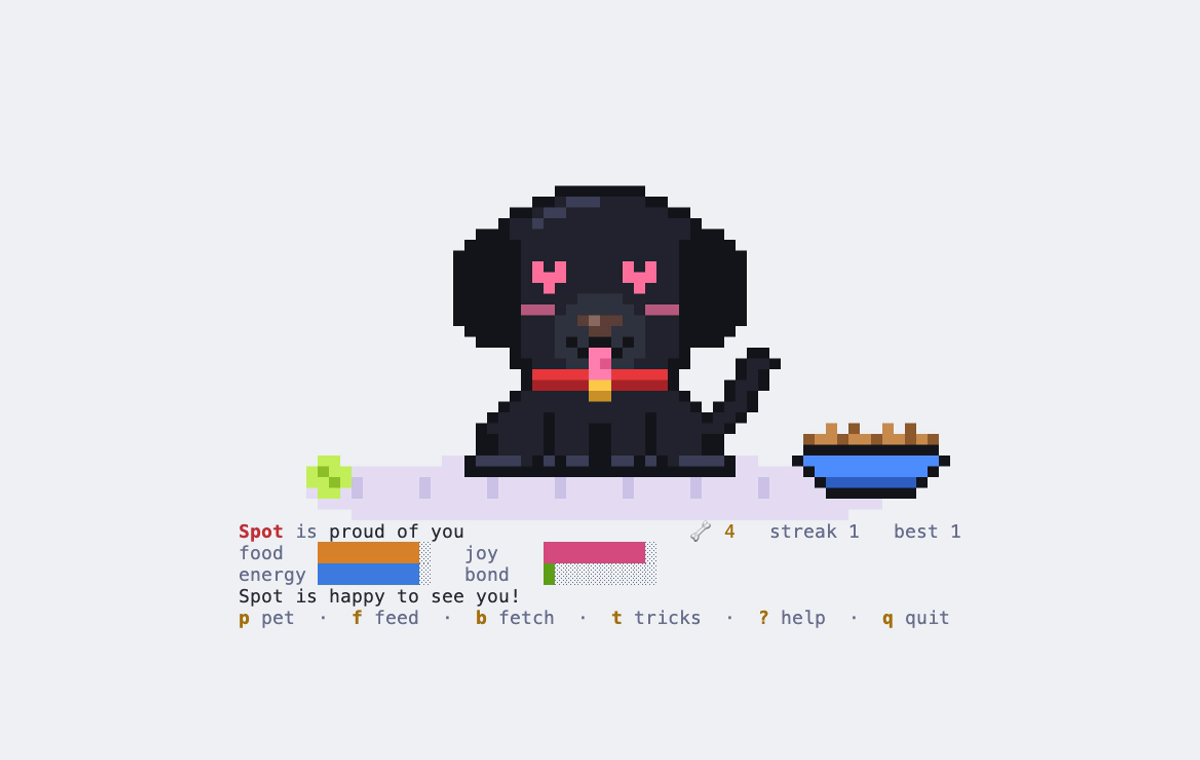 Spot is proud of you 4 streak 1 best 1
food joy
energy bond
Spot is happy to see you!
p pet · f feed · b fetch · t tricks · ? help · q quit